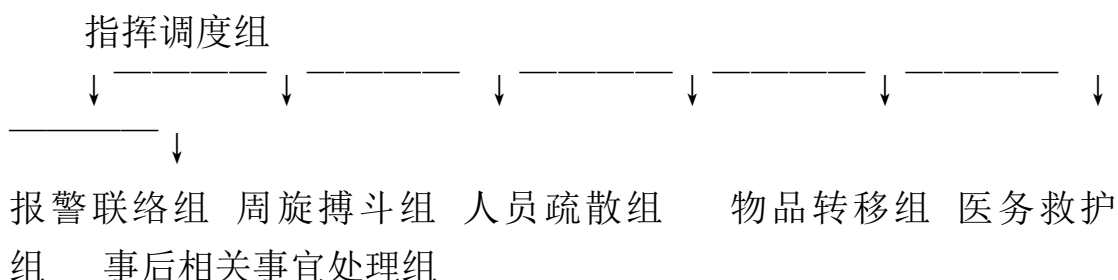 指挥调度组
↓————↓————↓————↓————↓————↓
————↓
报警联络组 周旋搏斗组 人员疏散组 物品转移组 医务救护
组 事后相关事宜处理组